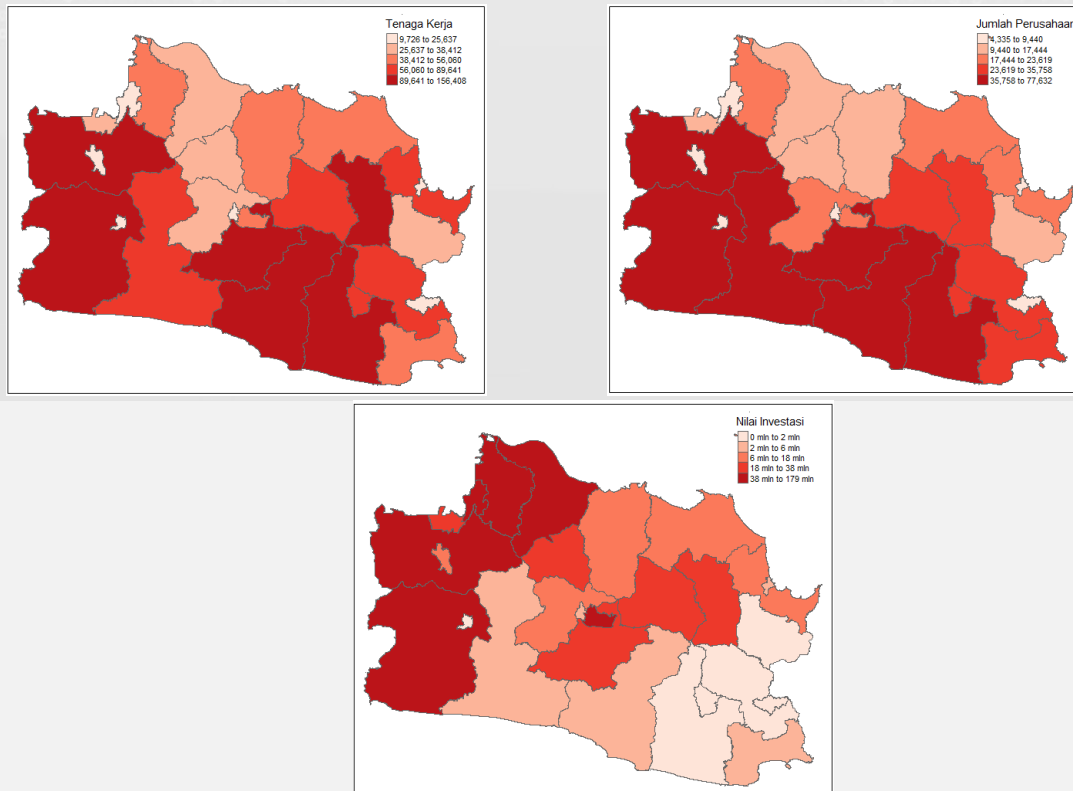 Tenaga Kerja
9,726 to 25,637
25,637 to 38,412
38,412 to 56,060
56,060 to 89,641
89,641 to 156,408
Jumlah Perusahaan
4,335 to 9,440
9,440 to 17,444
17,444 to 23,619
23,619 to 35,758
35,758 to 77,632
Nilai Investasi
0 mln to 2 mln
2 mln to 6 mln
6 mln to 18 mln
18 mln to 38 mln
38 mln to 179 mln